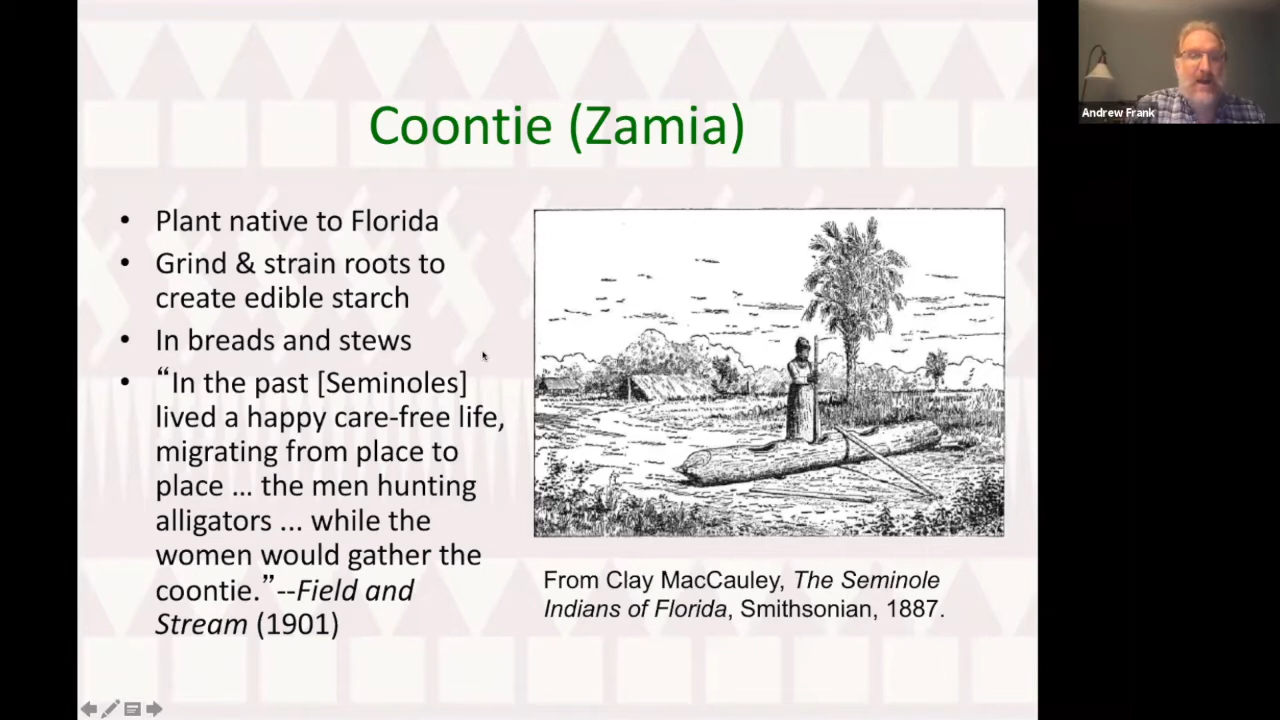 Coontie (Zamia)
• Plant native to Florida
• Grind & strain roots to
create edible starch
• In breads and stews
• “In the past [Seminoles]
lived a happy care-free life,
migrating from place to
place … the men hunting
alligators … while the
women would gather the
coontie.”--Field and
Stream (1901)
From Clay MacCauley, The Seminole
Indians of Florida, Smithsonian, 1887.
Andrew Frank